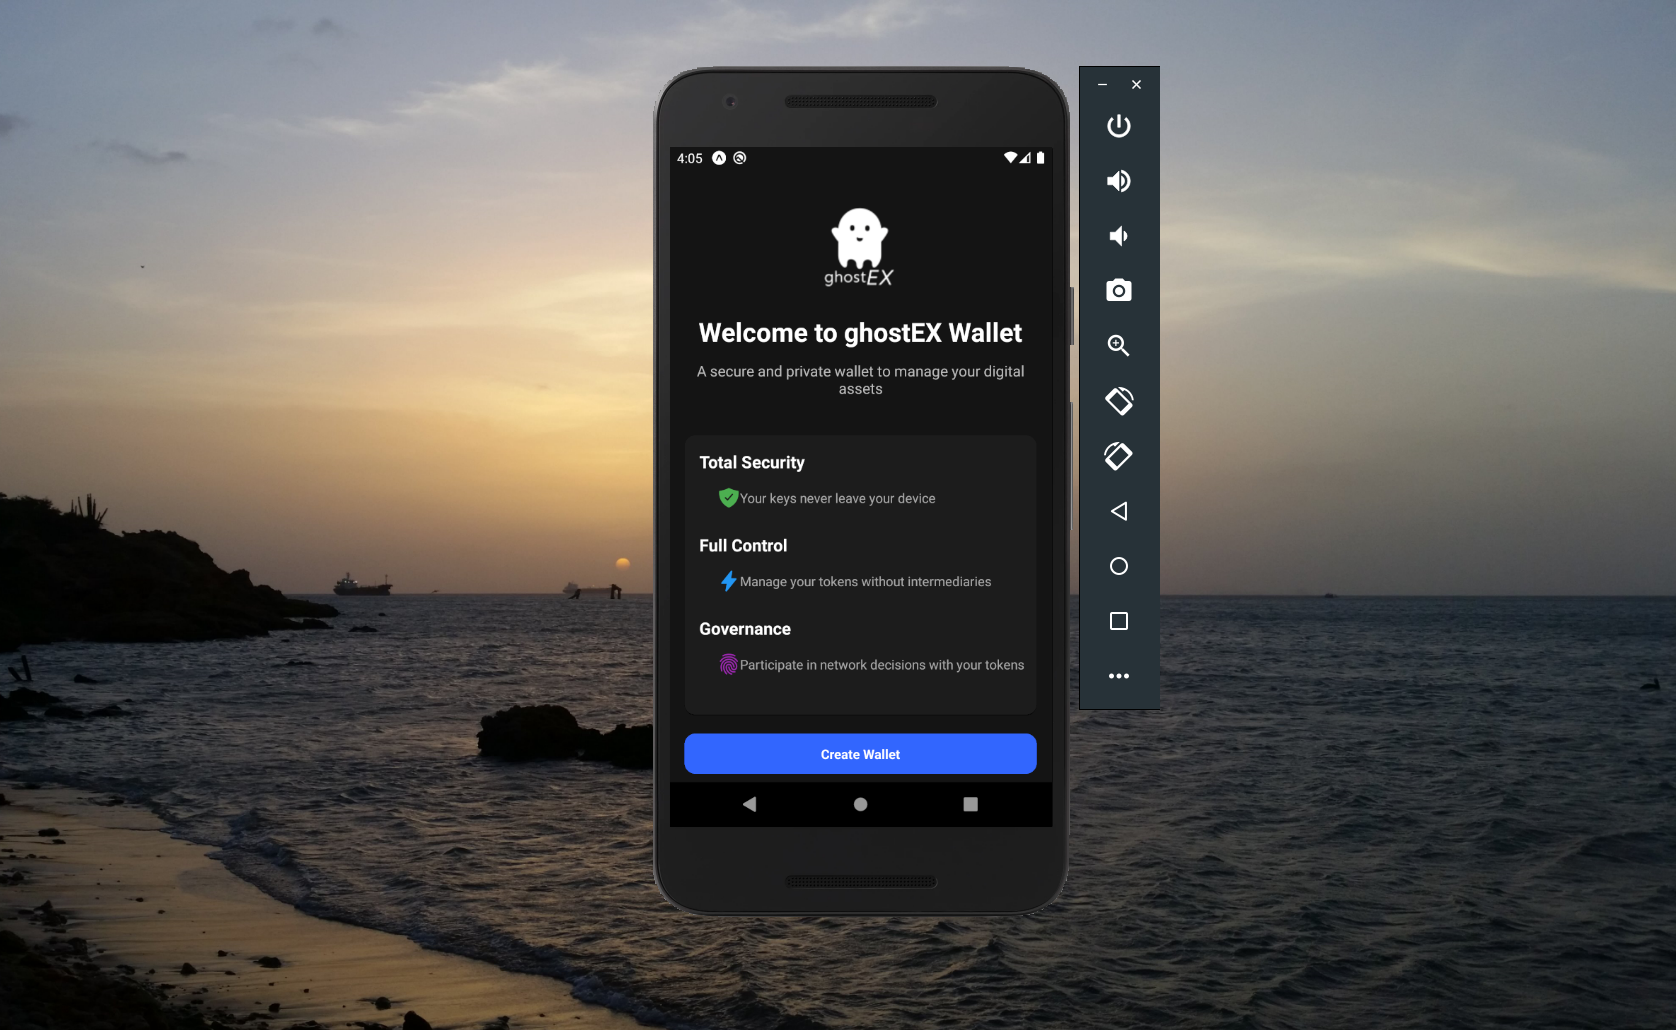 4:05
ghostEX
Welcome to ghostEX Wallet
A secure and private wallet to manage your digital
assets
Total Security
Your keys never leave your device
Full Control
Manage your tokens without intermediaries
Governance
Participate in network decisions with your tokens
Create Wallet